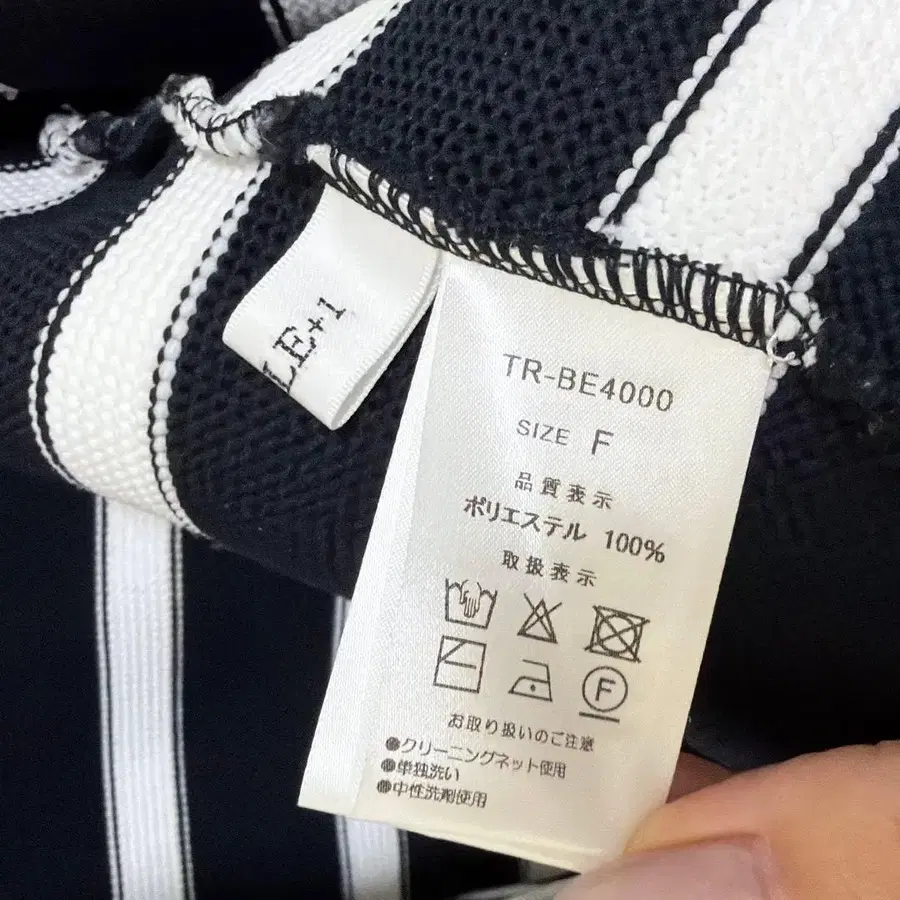 LE+1
TR-BE4000
SIZE F
品質表示
ポリエステル 100%
取扱表示
F
お取り扱いのご注意
●クリーニングネット使用
●単独洗い
●中性洗剤使用